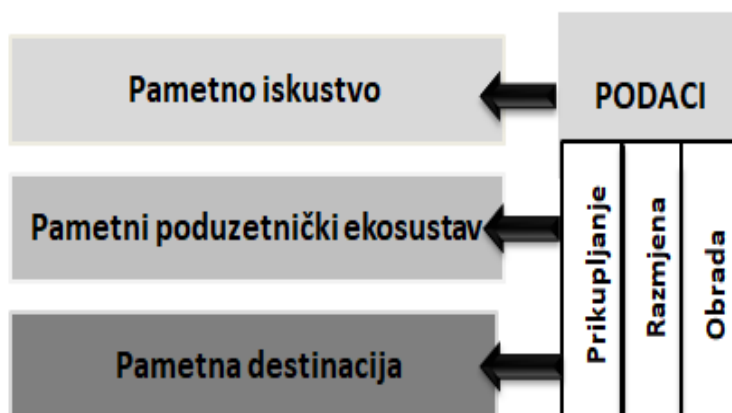 Pametno iskustvo
PODACI
Pametni poduzetnički ekosustav
Pametna destinacija
Prikupljanje
Razmjena
Obrada